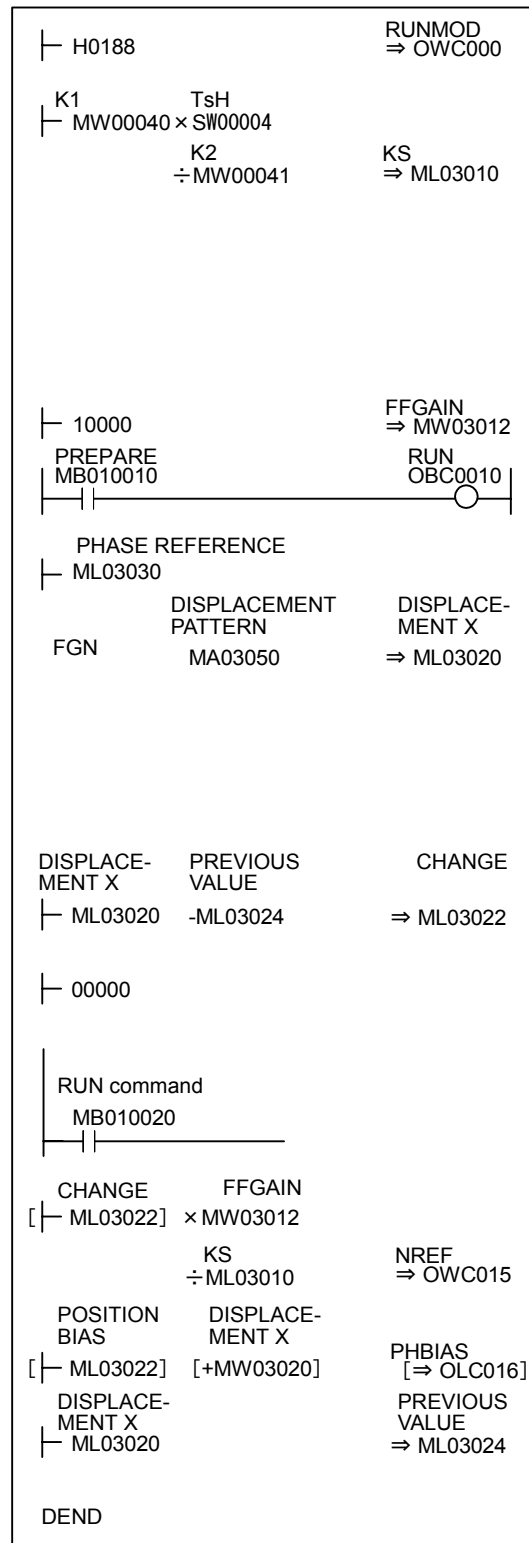 RUNMOD
H0188 ⇒ OWC000
K1 TsH
MW00040 × SW00004
K2 KS
÷MW00041 ⇒ ML03010
FFGAIN
10000 ⇒ MW03012
PREPARE RUN
MB010010 OBC0010
PHASE REFERENCE
ML03030
DISPLACEMENT DISPLACE-
PATTERN MENT X
FGN MA03050 ⇒ ML03020
DISPLACE- PREVIOUS CHANGE
MENT X VALUE
ML03020 -ML03024 ⇒ ML03022
00000
RUN command
MB010020
CHANGE FFGAIN
[ ML03022] × MW03012
KS NREF
÷ML03010 ⇒ OWC015
POSITION DISPLACE-
BIAS MENT X PHBIAS
[ ML03022] [+MW03020] [⇒ OLC016]
DISPLACE- PREVIOUS
MENT X VALUE
ML03020 ⇒ ML03024
DEND